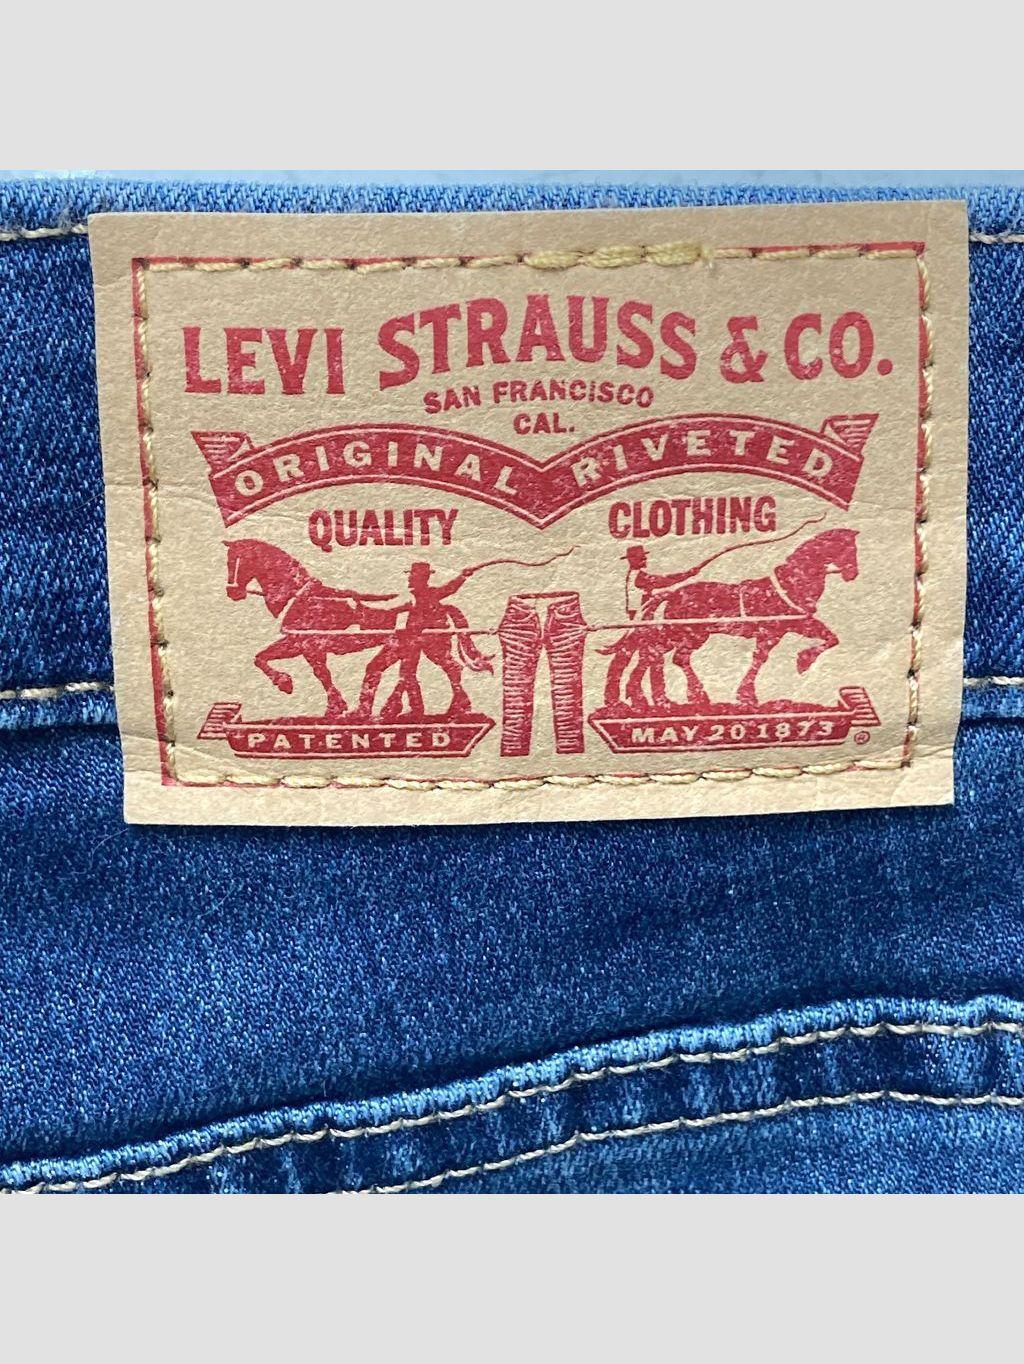 LEVI STRAUSS & CO.
SAN FRANCISCO
CAL.
ORIGINAL RIVETED
QUALITY CLOTHING
PATENTED MAY 20 1873 ®